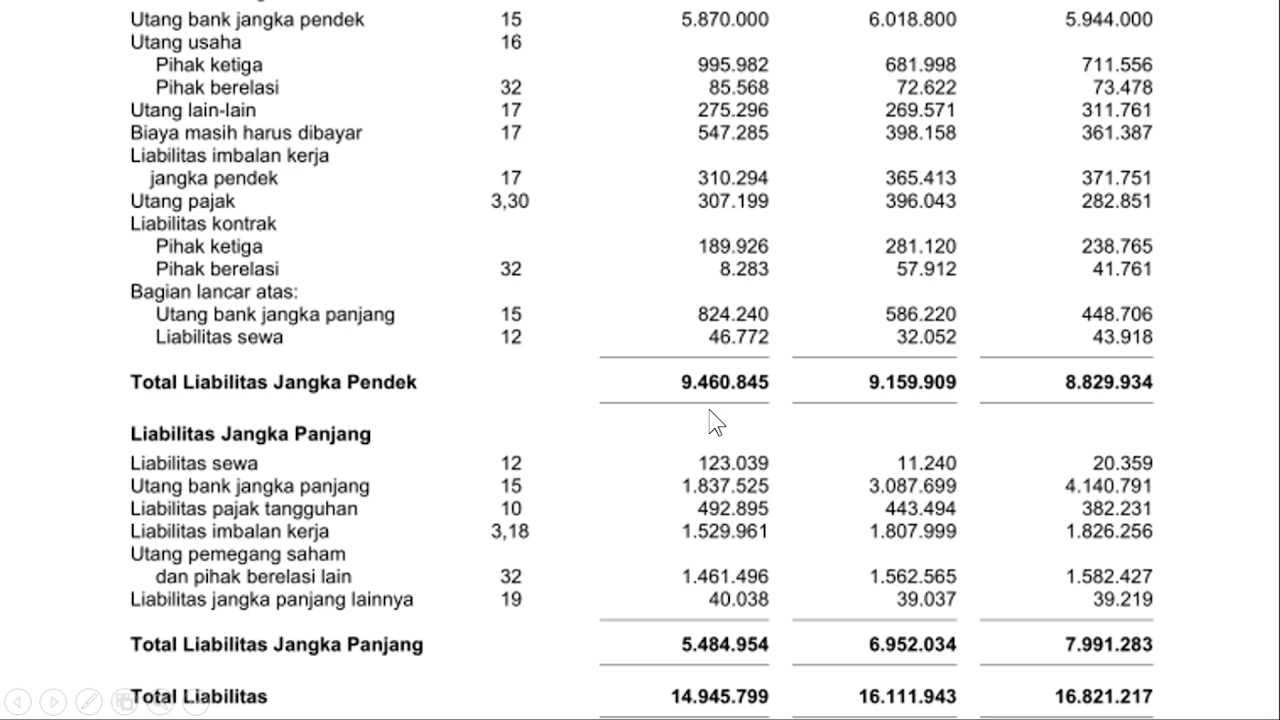 Utang bank jangka pendek 15 5.870.000 6.018.800 5.944.000
Utang usaha 16
Pihak ketiga 995.982 681.998 711.556
Pihak berelasi 32 85.568 72.622 73.478
Utang lain-lain 17 275.296 269.571 311.761
Biaya masih harus dibayar 17 547.285 398.158 361.387
Liabilitas imbalan kerja
jangka pendek 17 310.294 365.413 371.751
Utang pajak 3,30 307.199 396.043 282.851
Liabilitas kontrak
Pihak ketiga 189.926 281.120 238.765
Pihak berelasi 32 8.283 57.912 41.761
Bagian lancar atas:
Utang bank jangka panjang 15 824.240 586.220 448.706
Liabilitas sewa 12 46.772 32.052 43.918
Total Liabilitas Jangka Pendek 9.460.845 9.159.909 8.829.934
Liabilitas Jangka Panjang
Liabilitas sewa 12 123.039 11.240 20.359
Utang bank jangka panjang 15 1.837.525 3.087.699 4.140.791
Liabilitas pajak tangguhan 10 492.895 443.494 382.231
Liabilitas imbalan kerja 3,18 1.529.961 1.807.999 1.826.256
Utang pemegang saham
dan pihak berelasi lain 32 1.461.496 1.562.565 1.582.427
Liabilitas jangka panjang lainnya 19 40.038 39.037 39.219
Total Liabilitas Jangka Panjang 5.484.954 6.952.034 7.991.283
Total Liabilitas 14.945.799 16.111.943 16.821.217